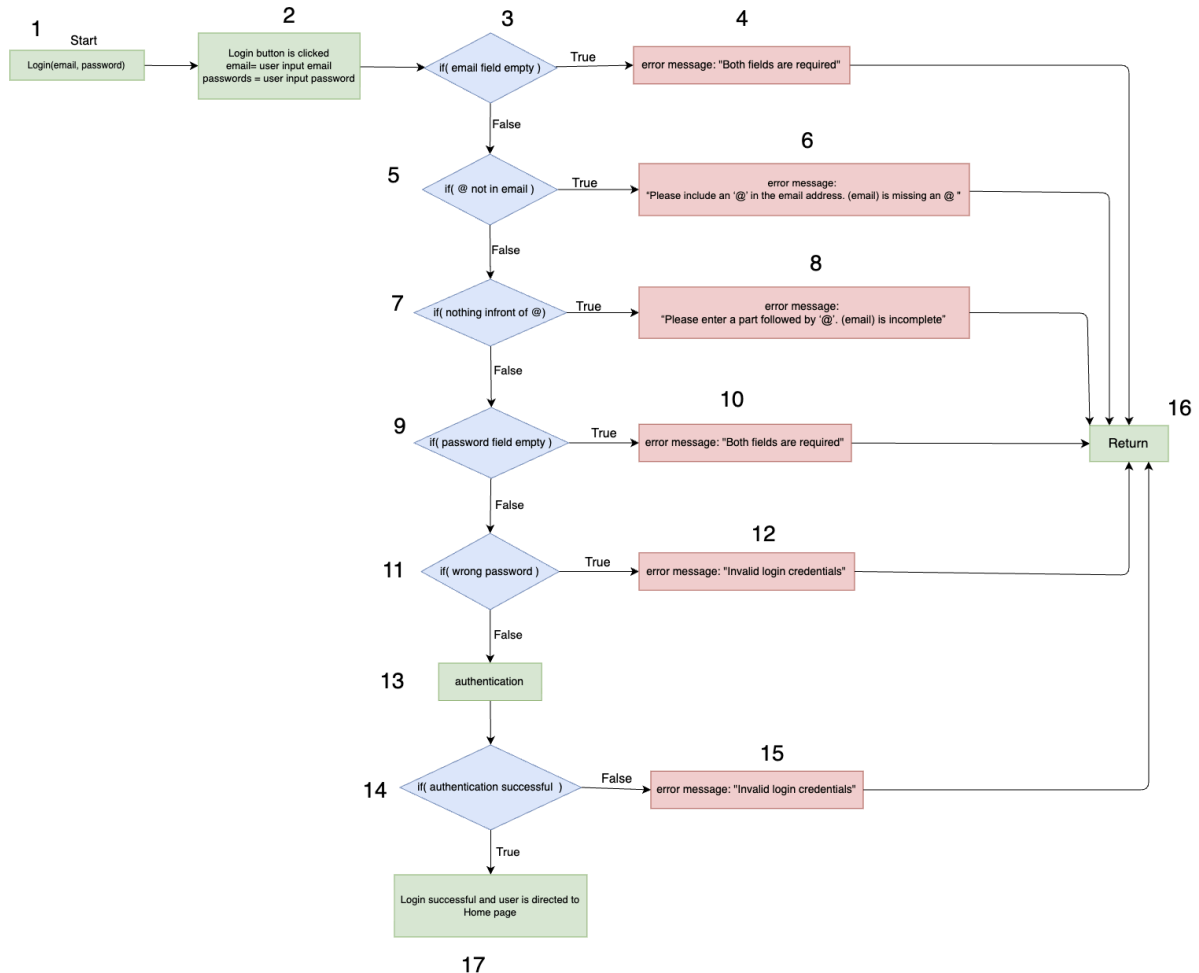 1
Start
Login(email, password)
2
Login button is clicked
email= user input email
passwords = user input password
3
if( email field empty )
True
4
error message: "Both fields are required"
False
5
if( @ not in email )
True
6
error message:
"Please include an ‘@’ in the email address. (email) is missing an @ "
False
7
if( nothing infront of @)
True
8
error message:
“Please enter a part followed by ‘@’. (email) is incomplete”
False
9
if( password field empty )
True
10
error message: "Both fields are required"
16
Return
False
11
if( wrong password )
True
12
error message: "Invalid login credentials"
False
13
authentication
14
if( authentication successful  )
False
15
error message: "Invalid login credentials"
True
Login successful and user is directed to
Home page
17